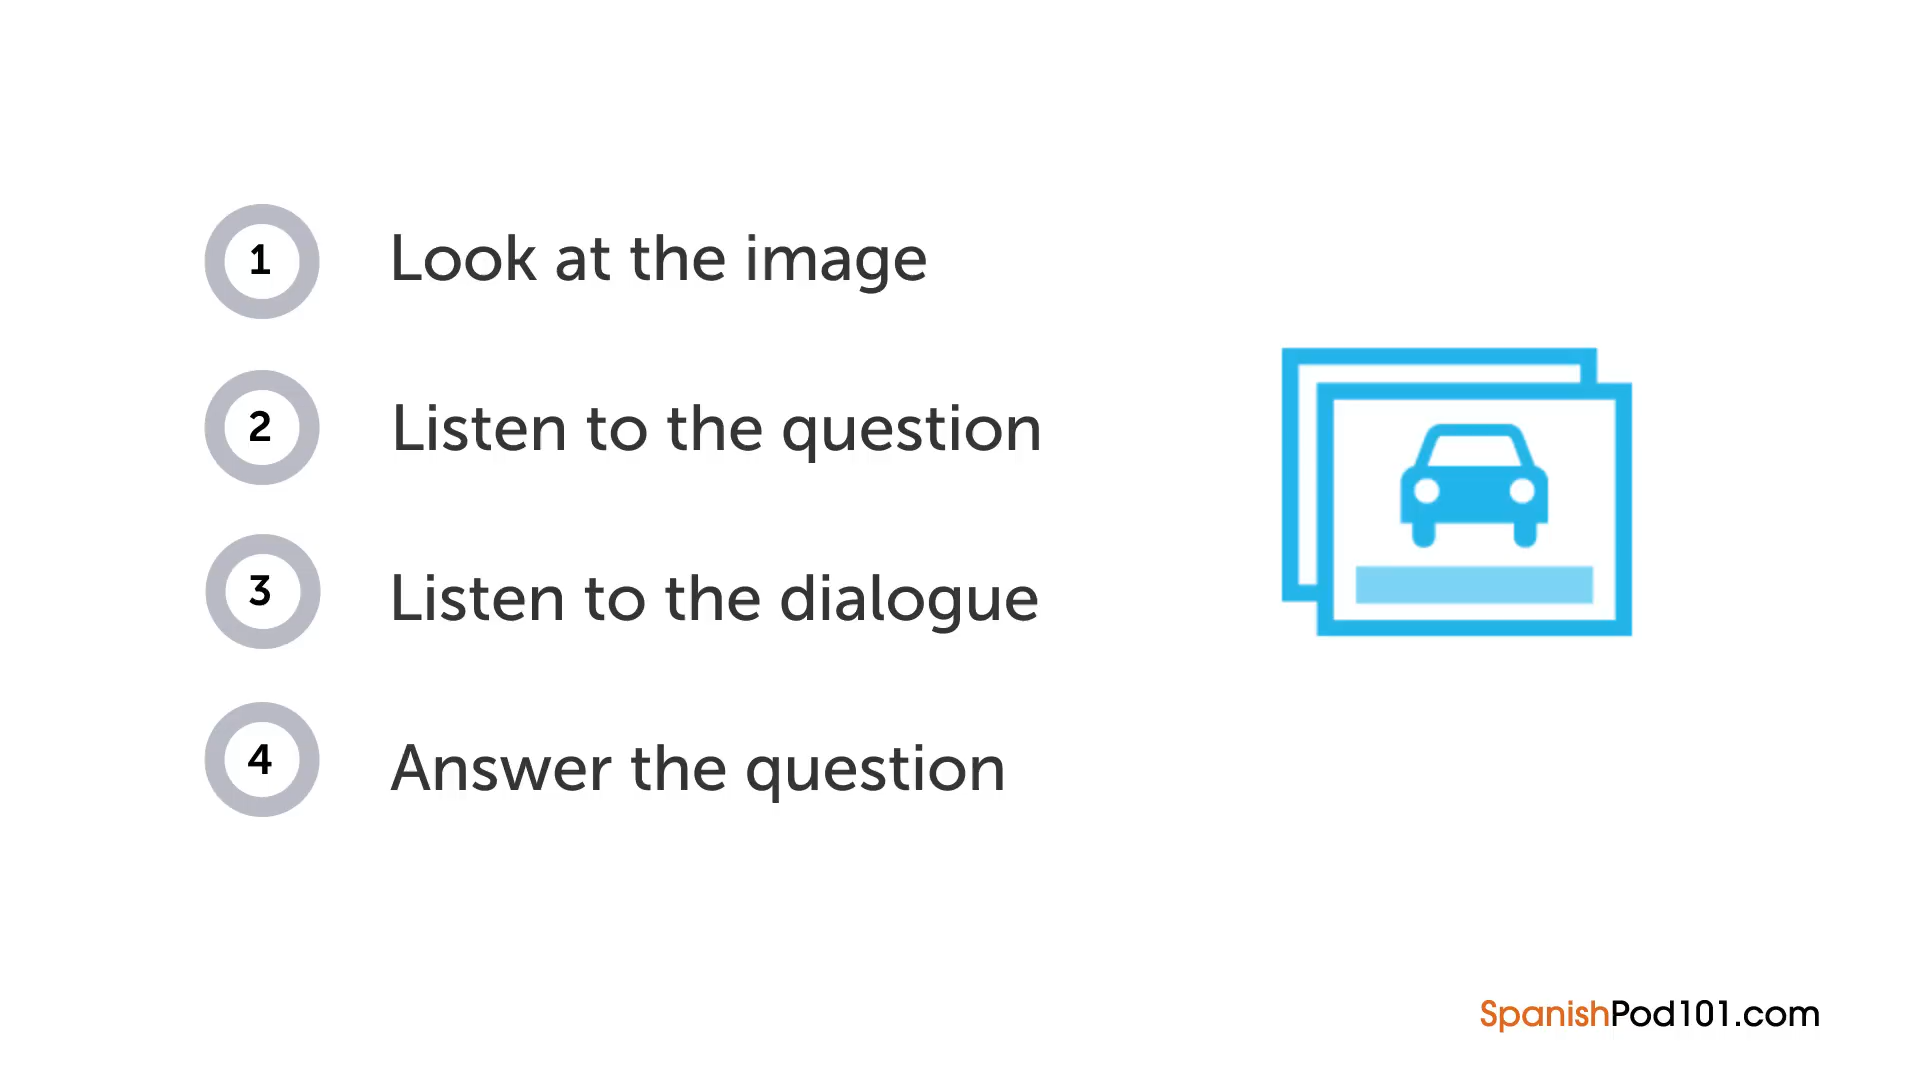 1 Look at the image
2 Listen to the question
3 Listen to the dialogue
4 Answer the question
SpanishPod101.com